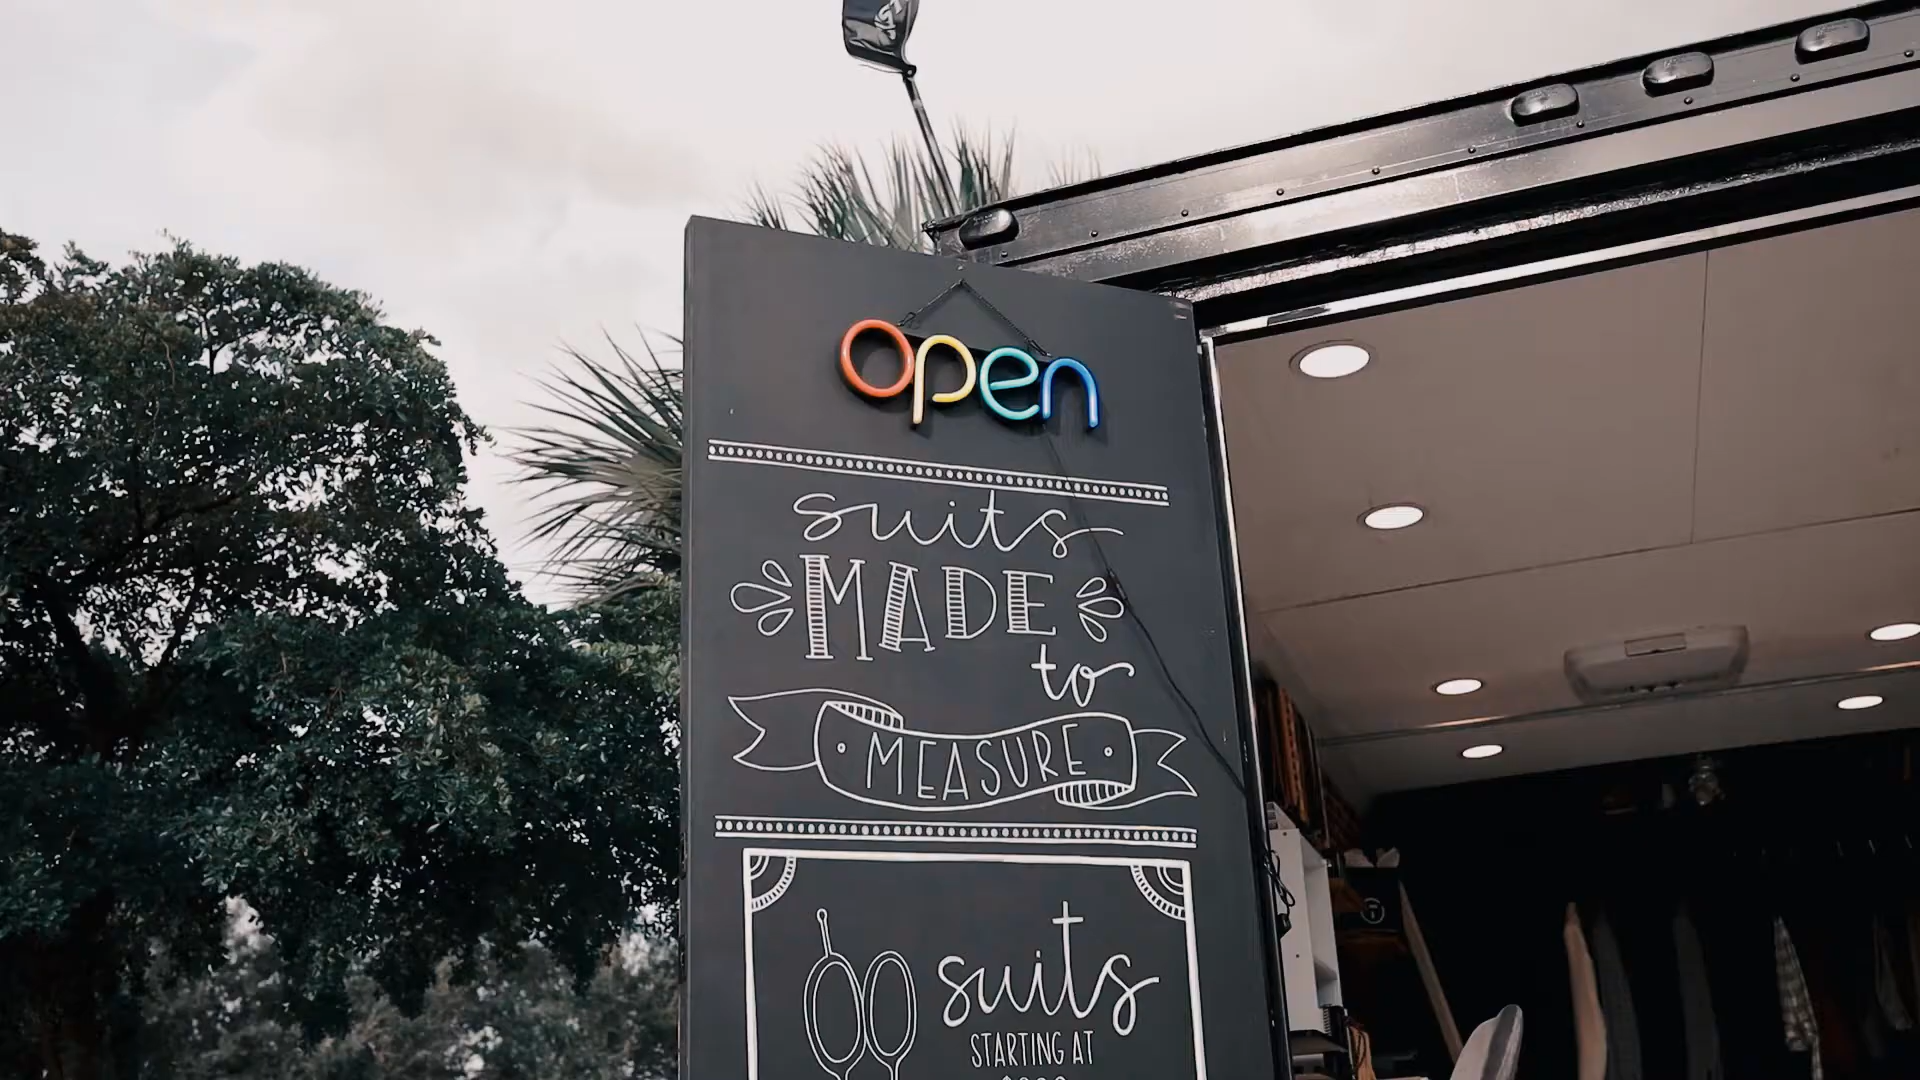 open
suits
MADE
to
MEASURE
suits
STARTING AT